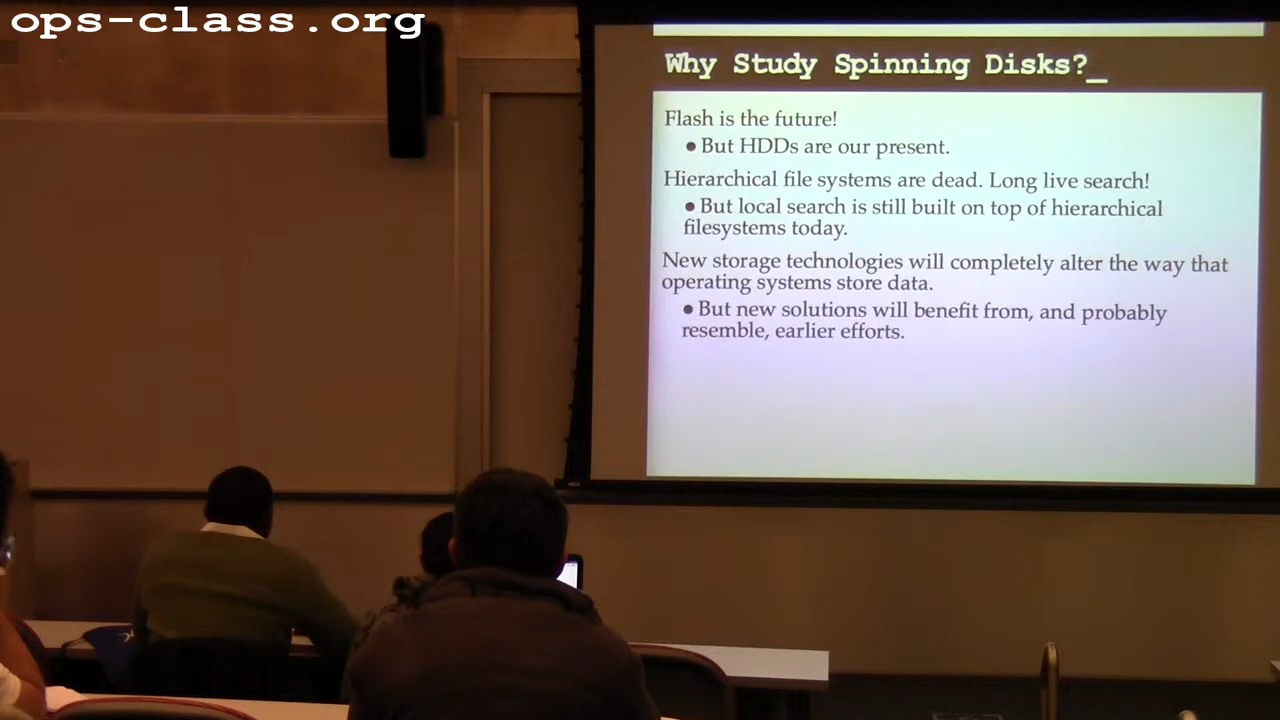 ops-class.org
Why Study Spinning Disks?_
Flash is the future!
● But HDDs are our present.
Hierarchical file systems are dead. Long live search!
● But local search is still built on top of hierarchical
filesystems today.
New storage technologies will completely alter the way that
operating systems store data.
● But new solutions will benefit from, and probably
resemble, earlier efforts.